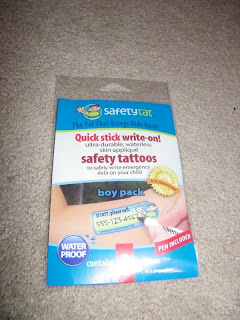 safetytat
The Tat That Brings Kids Back!
Quick stick write-on!
ultra-durable, waterless
skin appliqué
safety tattoos
to safely write emergency
data on your child
boy pack
If LOST, please call:
555-123-4567
WATER
PROOF
PEN INCLUDED
contains